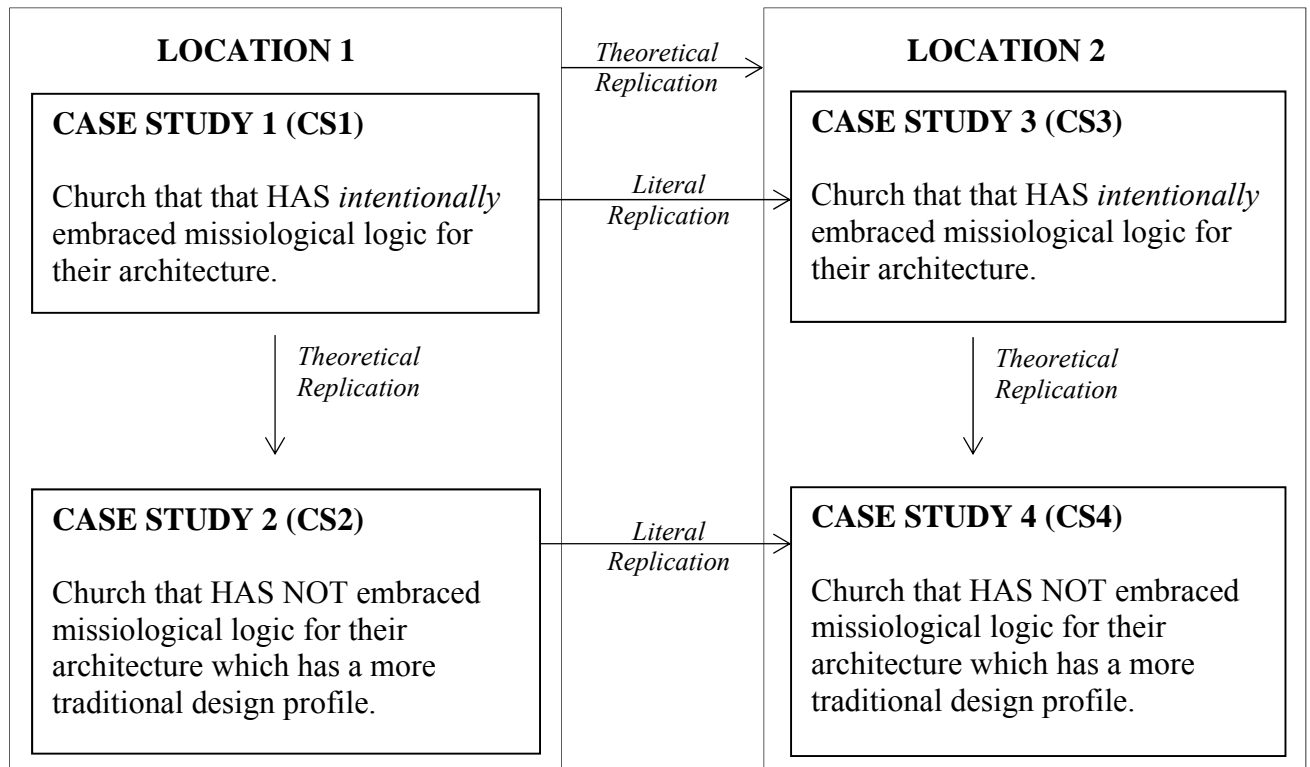 LOCATION 1
CASE STUDY 1 (CS1)
Church that that HAS intentionally
embraced missiological logic for
their architecture.
Theoretical
Replication
CASE STUDY 2 (CS2)
Church that HAS NOT embraced
missiological logic for their
architecture which has a more
traditional design profile.
Theoretical
Replication
Literal
Replication
Literal
Replication
LOCATION 2
CASE STUDY 3 (CS3)
Church that that HAS intentionally
embraced missiological logic for
their architecture.
Theoretical
Replication
CASE STUDY 4 (CS4)
Church that HAS NOT embraced
missiological logic for their
architecture which has a more
traditional design profile.